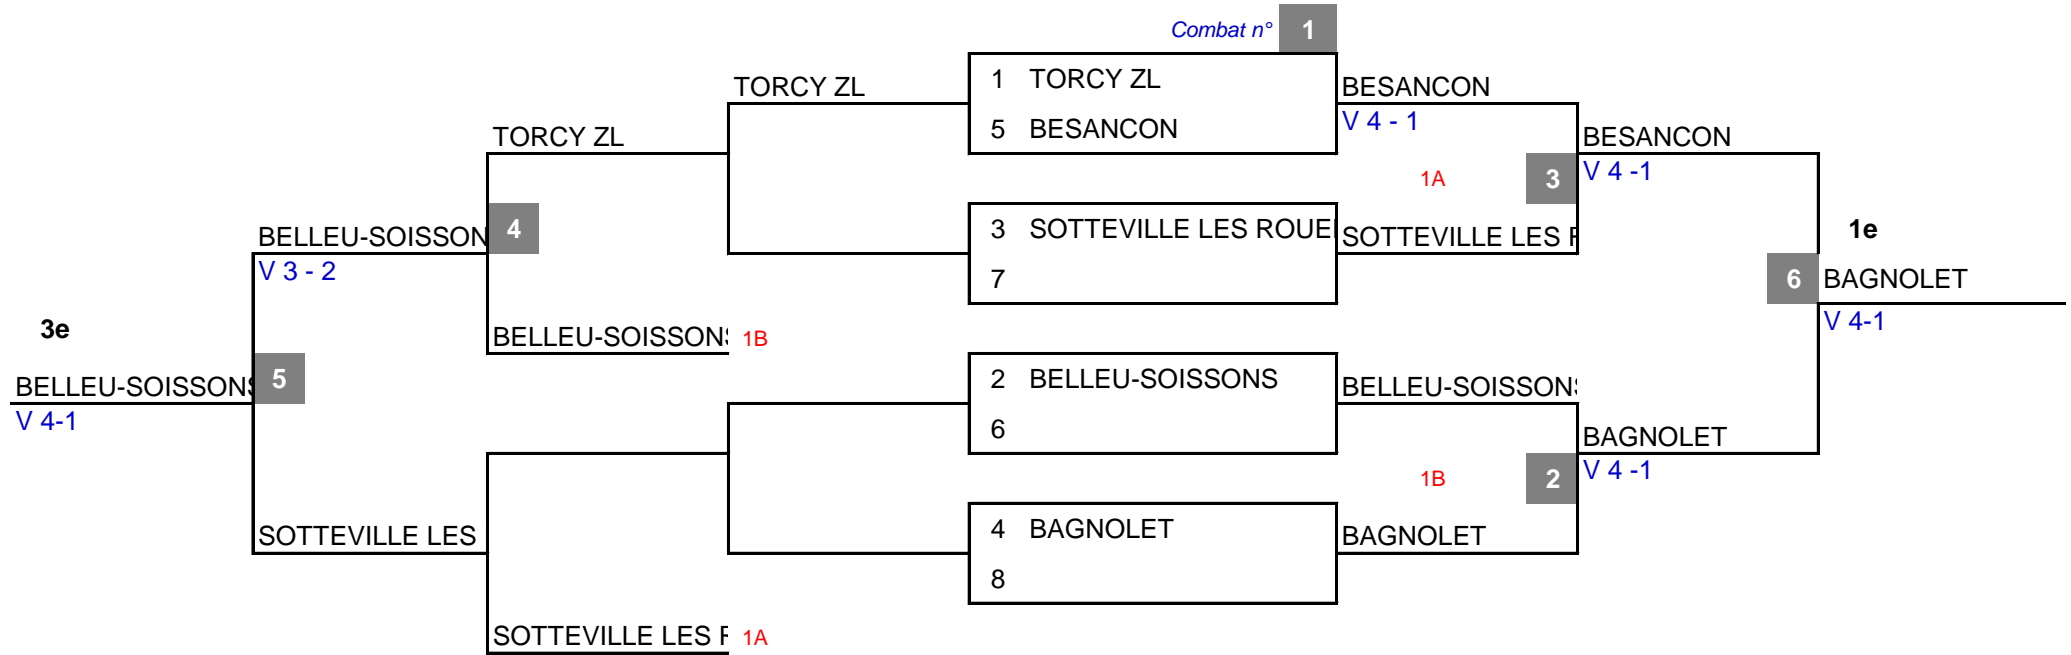 Combat n° 1
TORCY ZL
1 TORCY ZL
BESANCON
5 BESANCON
V 4 - 1
TORCY ZL
BESANCON
1A
3
V 4 -1
BELLEU-SOISSON
4
3 SOTTEVILLE LES ROUE
SOTTEVILLE LES
1e
V 3 - 2
7
6
BAGNOLET
3e
BELLEU-SOISSONS
1B
V 4-1
BELLEU-SOISSONS
5
2 BELLEU-SOISSONS
BELLEU-SOISSONS
V 4-1
6
BAGNOLET
1B
2
V 4 -1
SOTTEVILLE LES
4 BAGNOLET
BAGNOLET
8
SOTTEVILLE LES
1A